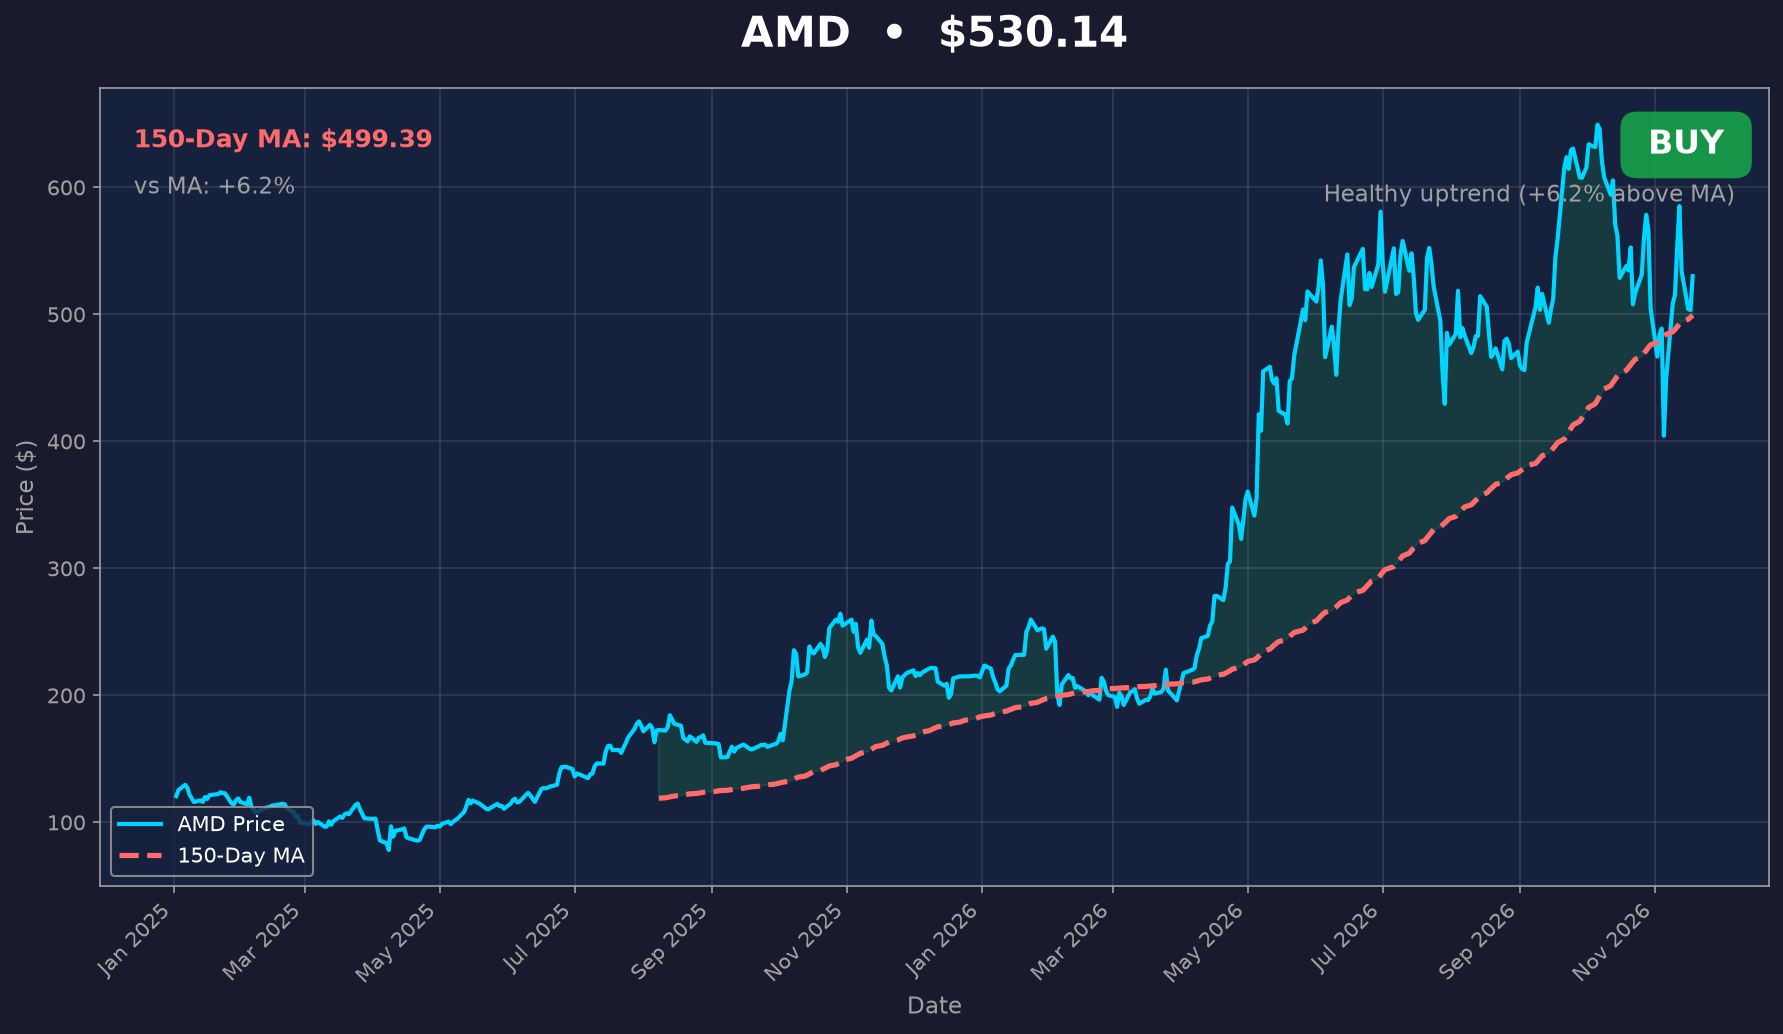 AMD • $530.14
150-Day MA: $499.39
vs MA: +6.2%
BUY
Healthy uptrend (+6.2% above MA)
Price ($)
600
500
400
300
200
100
AMD Price
150-Day MA
Jan 2025
Mar 2025
May 2025
Jul 2025
Sep 2025
Nov 2025
Jan 2026
Mar 2026
May 2026
Jul 2026
Sep 2026
Nov 2026
Date